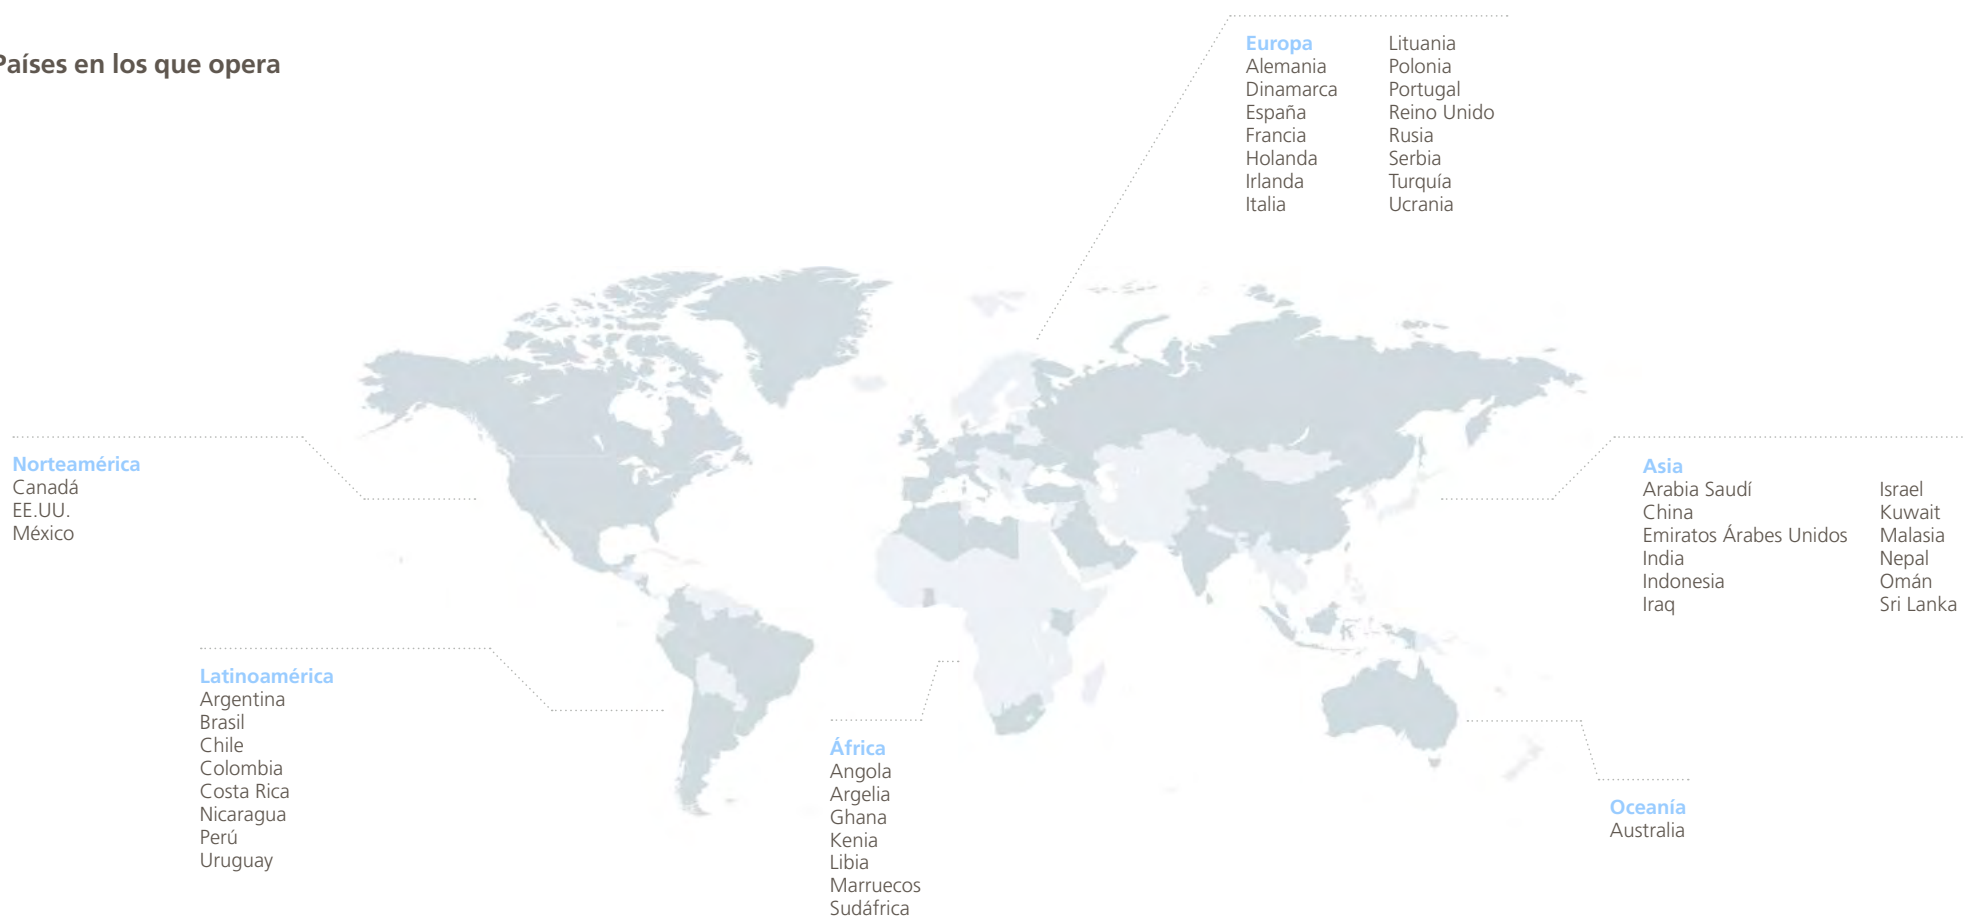 Países en los que opera
Europa
Alemania
Dinamarca
España
Francia
Holanda
Irlanda
Italia
Lituania
Polonia
Portugal
Reino Unido
Rusia
Serbia
Turquía
Ucrania
Norteamérica
Canadá
EE.UU.
México
Asia
Arabia Saudí
China
Emiratos Árabes Unidos
India
Indonesia
Iraq
Israel
Kuwait
Malasia
Nepal
Omán
Sri Lanka
Latinoamérica
Argentina
Brasil
Chile
Colombia
Costa Rica
Nicaragua
Perú
Uruguay
África
Angola
Argelia
Ghana
Kenia
Libia
Marruecos
Sudáfrica
Oceanía
Australia